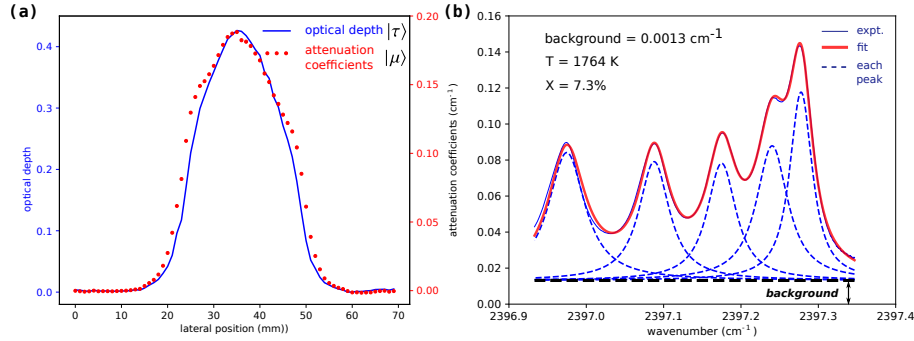 (a)
optical depth |τ⟩
attenuation
coefficients |μ⟩
optical depth
0.4
0.3
0.2
0.1
0.0
0.20
0.15
0.10
0.05
0.00
0 10 20 30 40 50 60 70
lateral position (mm))
(b)
background = 0.0013 cm⁻¹
T = 1764 K
X = 7.3%
expt.
fit
each
peak
attenuation coefficients (cm⁻¹)
0.16
0.14
0.12
0.10
0.08
0.06
0.04
0.02
0.00
background
2396.9 2397.0 2397.1 2397.2 2397.3 2397.4
wavenumber (cm⁻¹)